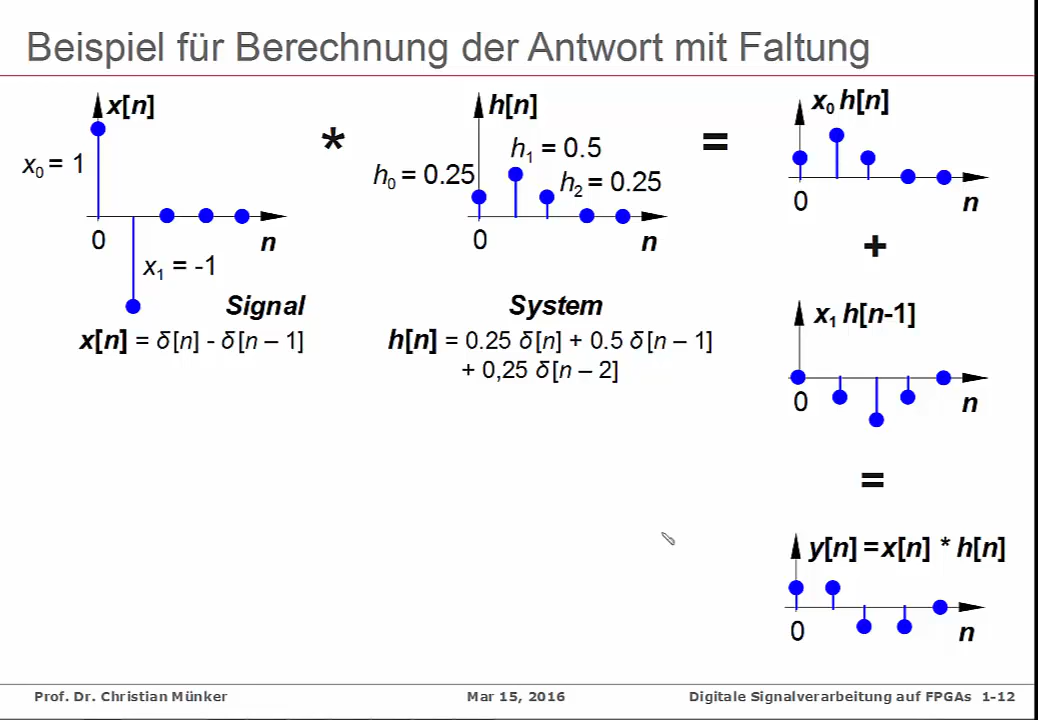 Beispiel für Berechnung der Antwort mit Faltung
x[n]
x0 = 1
0
n
x1 = -1
Signal
x[n] = δ[n] - δ[n – 1]
*
h[n]
h0 = 0.25
h1 = 0.5
h2 = 0.25
0
n
System
h[n] = 0.25 δ[n] + 0.5 δ[n – 1]
+ 0,25 δ[n – 2]
=
x0 h[n]
0
n
+
x1 h[n-1]
0
n
=
y[n] =x[n] * h[n]
0
n
Prof. Dr. Christian Münker
Mar 15, 2016
Digitale Signalverarbeitung auf FPGAs 1-12